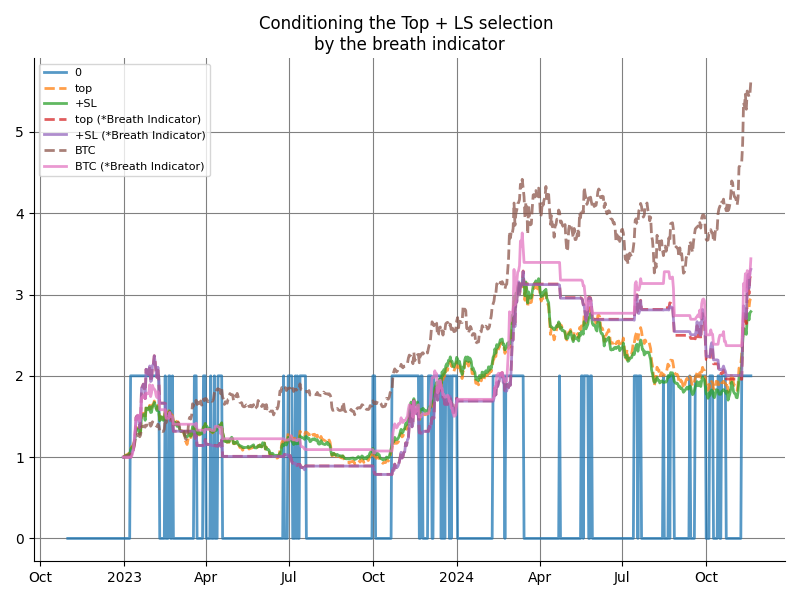 Conditioning the Top + LS selection
by the breath indicator
0
top
+SL
top (*Breath Indicator)
+SL (*Breath Indicator)
BTC
BTC (*Breath Indicator)
5
4
3
2
1
0
Oct
2023
Apr
Jul
Oct
2024
Apr
Jul
Oct